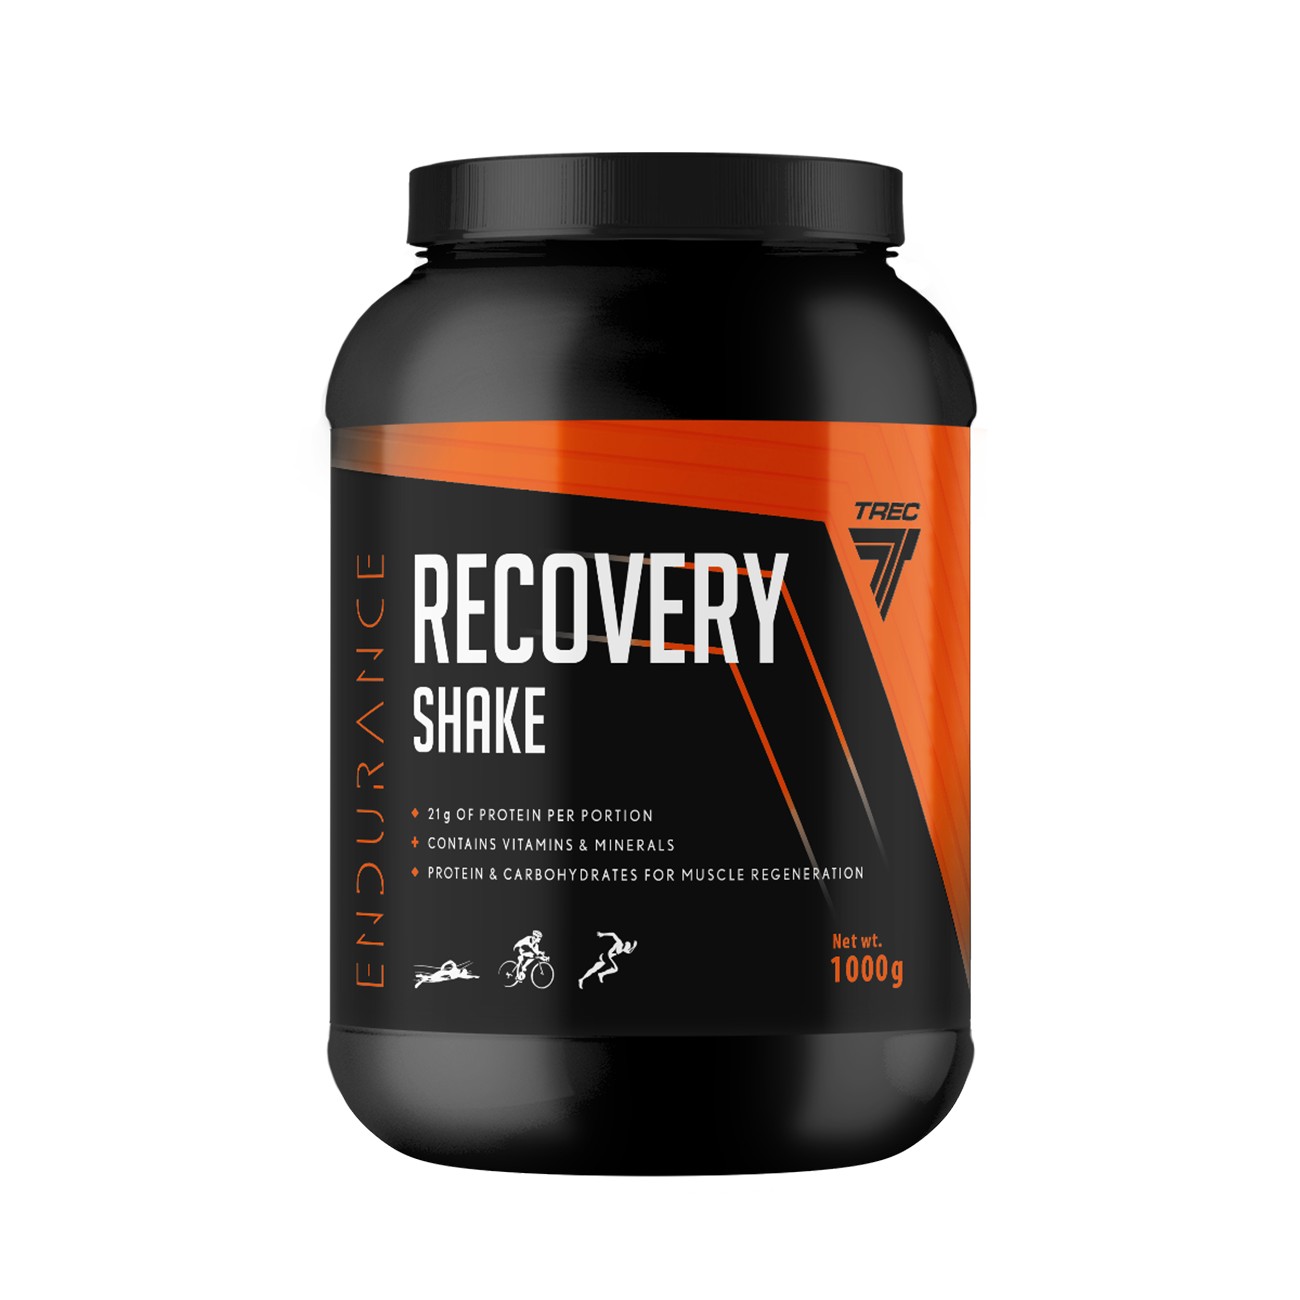 TREC
ENDURANCE
RECOVERY
SHAKE
21g OF PROTEIN PER PORTION
CONTAINS VITAMINS & MINERALS
PROTEIN & CARBOHYDRATES FOR MUSCLE REGENERATION
Net wt.
1000g